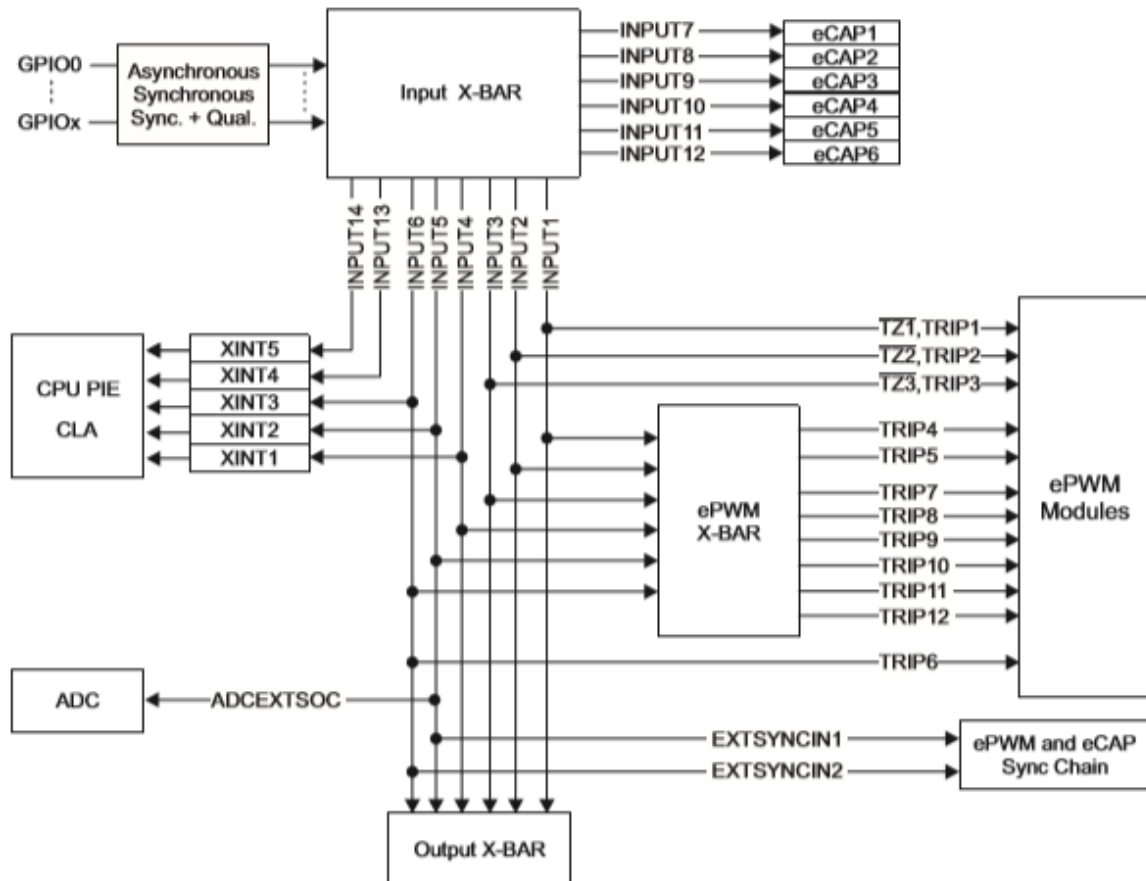 GPIO0
GPIOx
Asynchronous
Synchronous
Sync. + Qual.
Input X-BAR
INPUT7
INPUT8
INPUT9
INPUT10
INPUT11
INPUT12
eCAP1
eCAP2
eCAP3
eCAP4
eCAP5
eCAP6
INPUT14
INPUT13
INPUT6
INPUT5
INPUT4
INPUT3
INPUT2
INPUT1
CPU PIE
CLA
XINT5
XINT4
XINT3
XINT2
XINT1
TZ1,TRIP1
TZ2,TRIP2
TZ3,TRIP3
ePWM
X-BAR
TRIP4
TRIP5
TRIP7
TRIP8
TRIP9
TRIP10
TRIP11
TRIP12
TRIP6
ePWM
Modules
ADC
ADCEXTSOC
EXTSYNCIN1
EXTSYNCIN2
ePWM and eCAP
Sync Chain
Output X-BAR